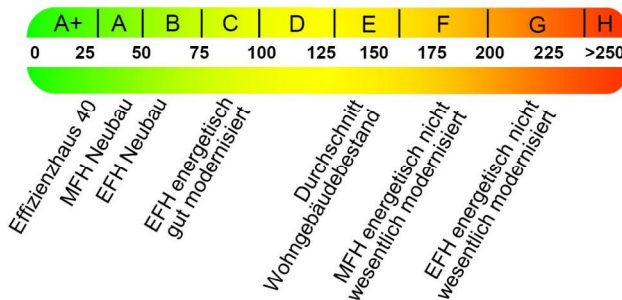 A+ A B C D E F G H
0 25 50 75 100 125 150 175 200 225 >250
Effizienzhaus 40
MFH Neubau
EFH Neubau
EFH energetisch
gut modernisiert
Durchschnitt
Wohngebäudebestand
MFH energetisch nicht
wesentlich modernisiert
EFH energetisch nicht
wesentlich modernisiert